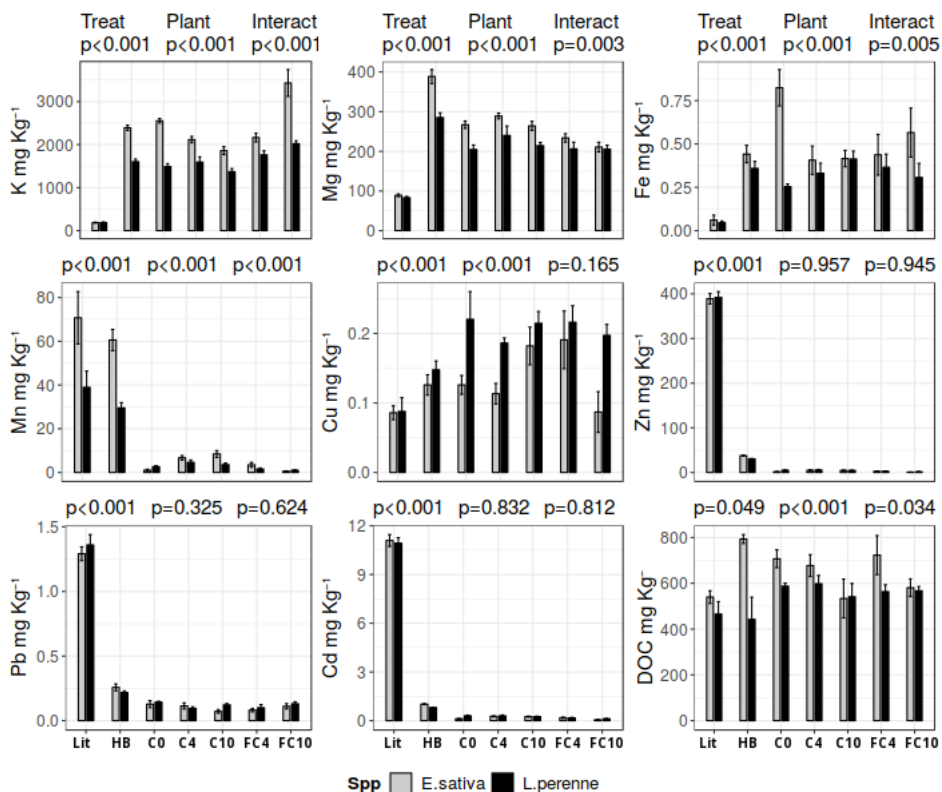 Treat Plant Interact Treat Plant Interact Treat Plant Interact
p<0.001 p<0.001 p<0.001 p<0.001 p<0.001 p=0.003 p<0.001 p<0.001 p=0.005
K mg Kg⁻¹
3000
2000
1000
0
Mg mg Kg⁻¹
400
300
200
100
0
Fe mg Kg⁻¹
0.75
0.50
0.25
0.00
p<0.001 p<0.001 p<0.001 p<0.001 p<0.001 p=0.165 p<0.001 p=0.957 p=0.945
Mn mg Kg⁻¹
80
60
40
20
0
Cu mg Kg⁻¹
0.2
0.1
0.0
Zn mg Kg⁻¹
400
300
200
100
0
p<0.001 p=0.325 p=0.624 p<0.001 p=0.832 p=0.812 p=0.049 p<0.001 p=0.034
Pb mg Kg⁻¹
1.5
1.0
0.5
0.0
Cd mg Kg⁻¹
12
9
6
3
0
DOC mg Kg⁻
800
600
400
200
0
Lit HB C0 C4 C10 FC4 FC10 Lit HB C0 C4 C10 FC4 FC10 Lit HB C0 C4 C10 FC4 FC10
Spp E.sativa L.perenne